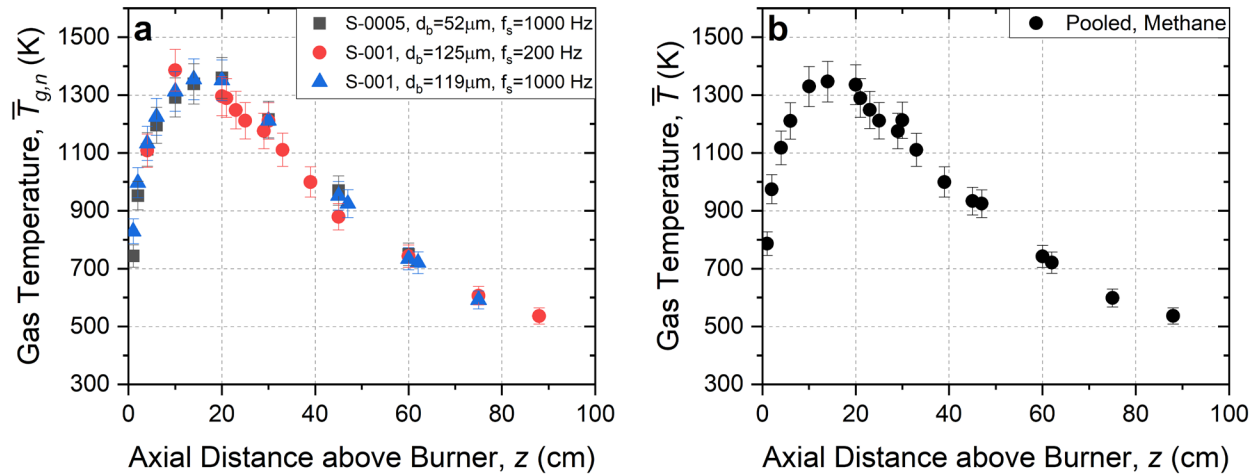 a
S-0005, d_b=52μm, f_s=1000 Hz
S-001, d_b=125μm, f_s=200 Hz
S-001, d_b=119μm, f_s=1000 Hz
Gas Temperature, T̅_g,n (K)
1500
1300
1100
900
700
500
300
0 20 40 60 80 100
Axial Distance above Burner, z (cm)
b
Pooled, Methane
Gas Temperature, T̅ (K)
1500
1300
1100
900
700
500
300
0 20 40 60 80 100
Axial Distance above Burner, z (cm)